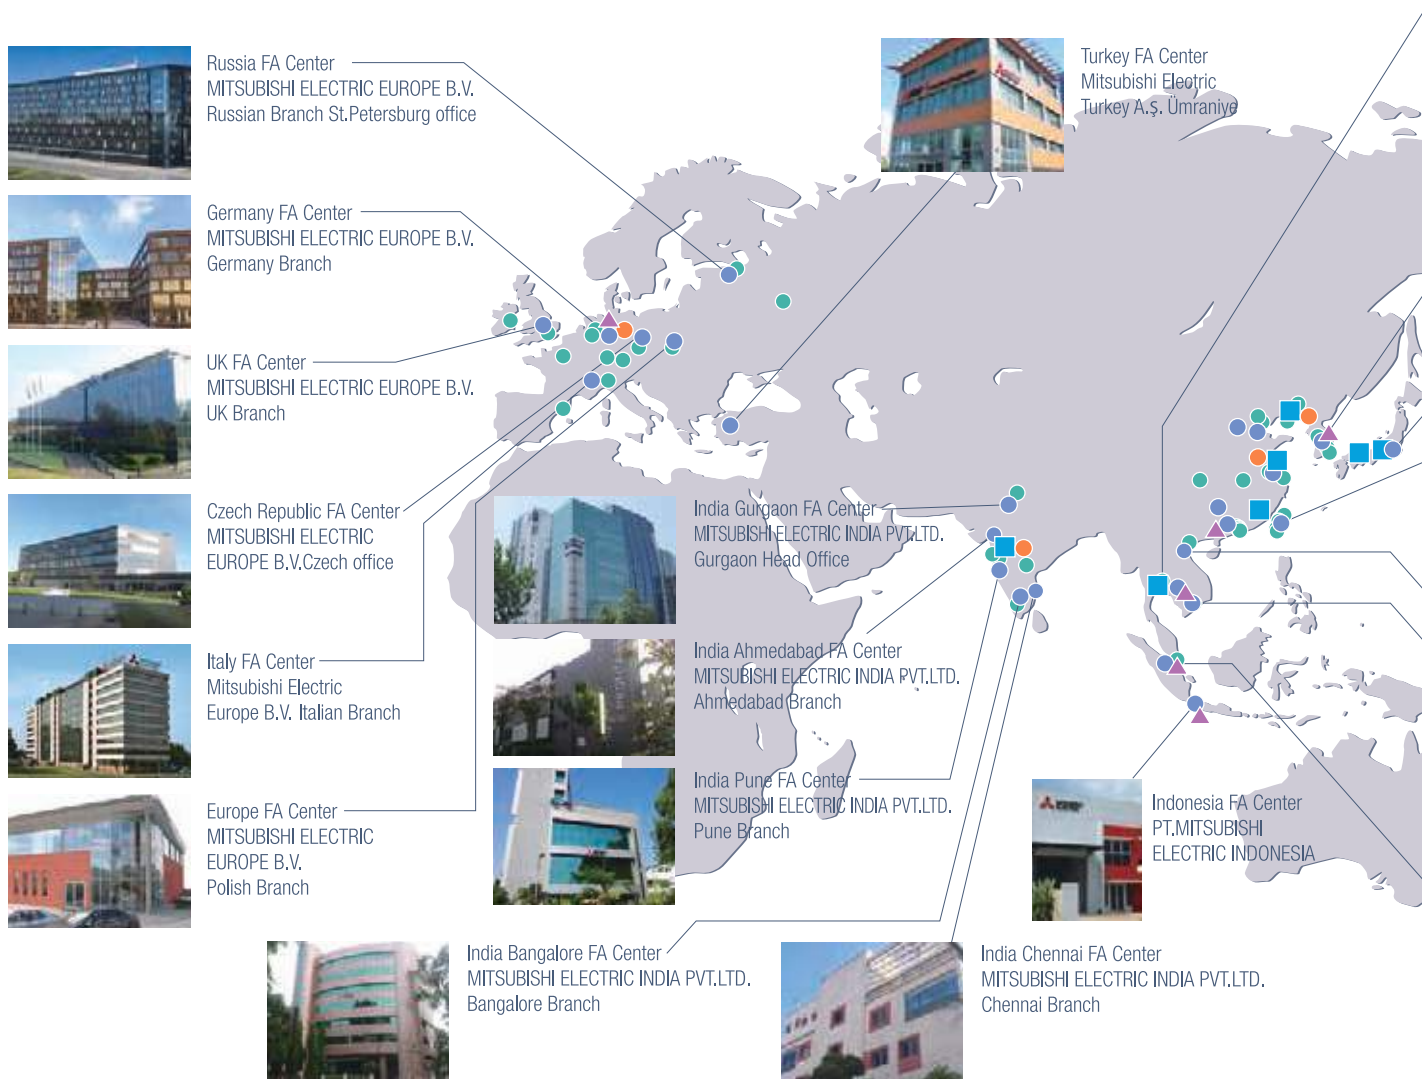 Russia FA Center
MITSUBISHI ELECTRIC EUROPE B.V.
Russian Branch St.Petersburg office
Turkey FA Center
Mitsubishi Electric
Turkey A.Ş. Ümraniye
Germany FA Center
MITSUBISHI ELECTRIC EUROPE B.V.
Germany Branch
UK FA Center
MITSUBISHI ELECTRIC EUROPE B.V.
UK Branch
Czech Republic FA Center
MITSUBISHI ELECTRIC
EUROPE B.V.Czech office
India Gurgaon FA Center
MITSUBISHI ELECTRIC INDIA PVT.LTD.
Gurgaon Head Office
Italy FA Center
Mitsubishi Electric
Europe B.V. Italian Branch
India Ahmedabad FA Center
MITSUBISHI ELECTRIC INDIA PVT.LTD.
Ahmedabad Branch
Europe FA Center
MITSUBISHI ELECTRIC
EUROPE B.V.
Polish Branch
India Pune FA Center
MITSUBISHI ELECTRIC INDIA PVT.LTD.
Pune Branch
Indonesia FA Center
PT.MITSUBISHI
ELECTRIC INDONESIA
India Bangalore FA Center
MITSUBISHI ELECTRIC INDIA PVT.LTD.
Bangalore Branch
India Chennai FA Center
MITSUBISHI ELECTRIC INDIA PVT.LTD.
Chennai Branch